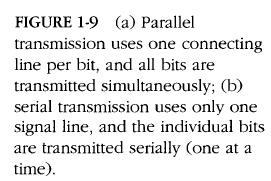 FIGURE 1-9 (a) Parallel
transmission uses one connecting
line per bit, and all bits are
transmitted simultaneously; (b)
serial transmission uses only one
signal line, and the individual bits
are transmitted serially (one at a
time).